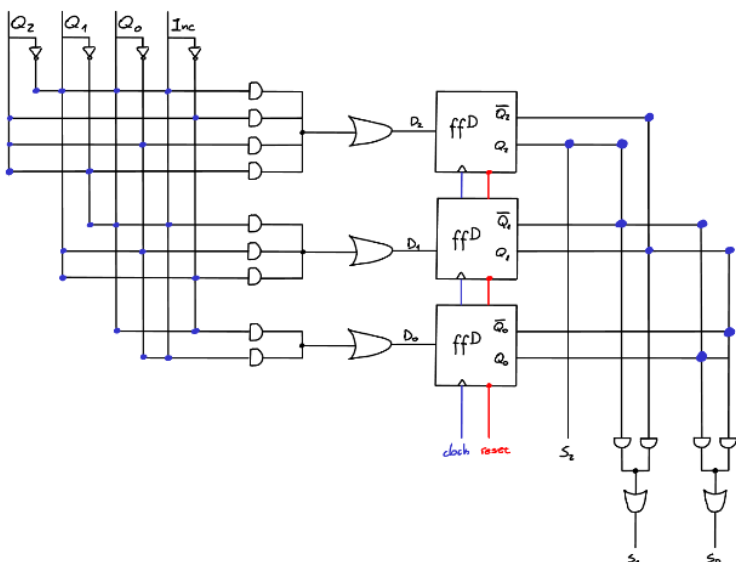 Q2 Q1 Q0 Inc
D2 ffD Q̅2
Q2
D1 ffD Q̅1
Q1
D0 ffD Q̅0
Q0
clock reset S2
S1 S0